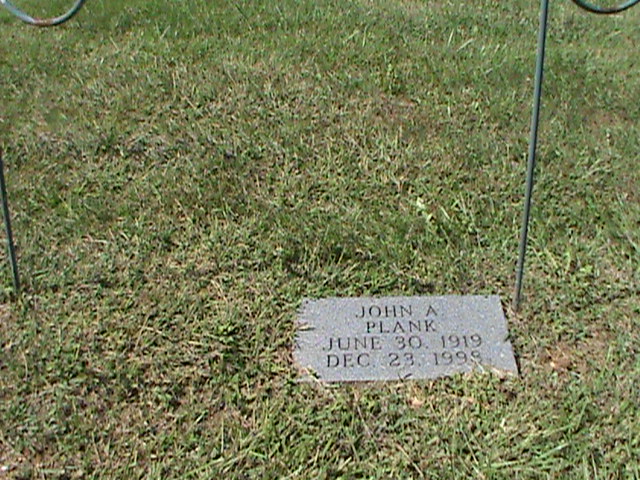 JOHN A
PLANK
JUNE 30, 1919
DEC. 23, 1998